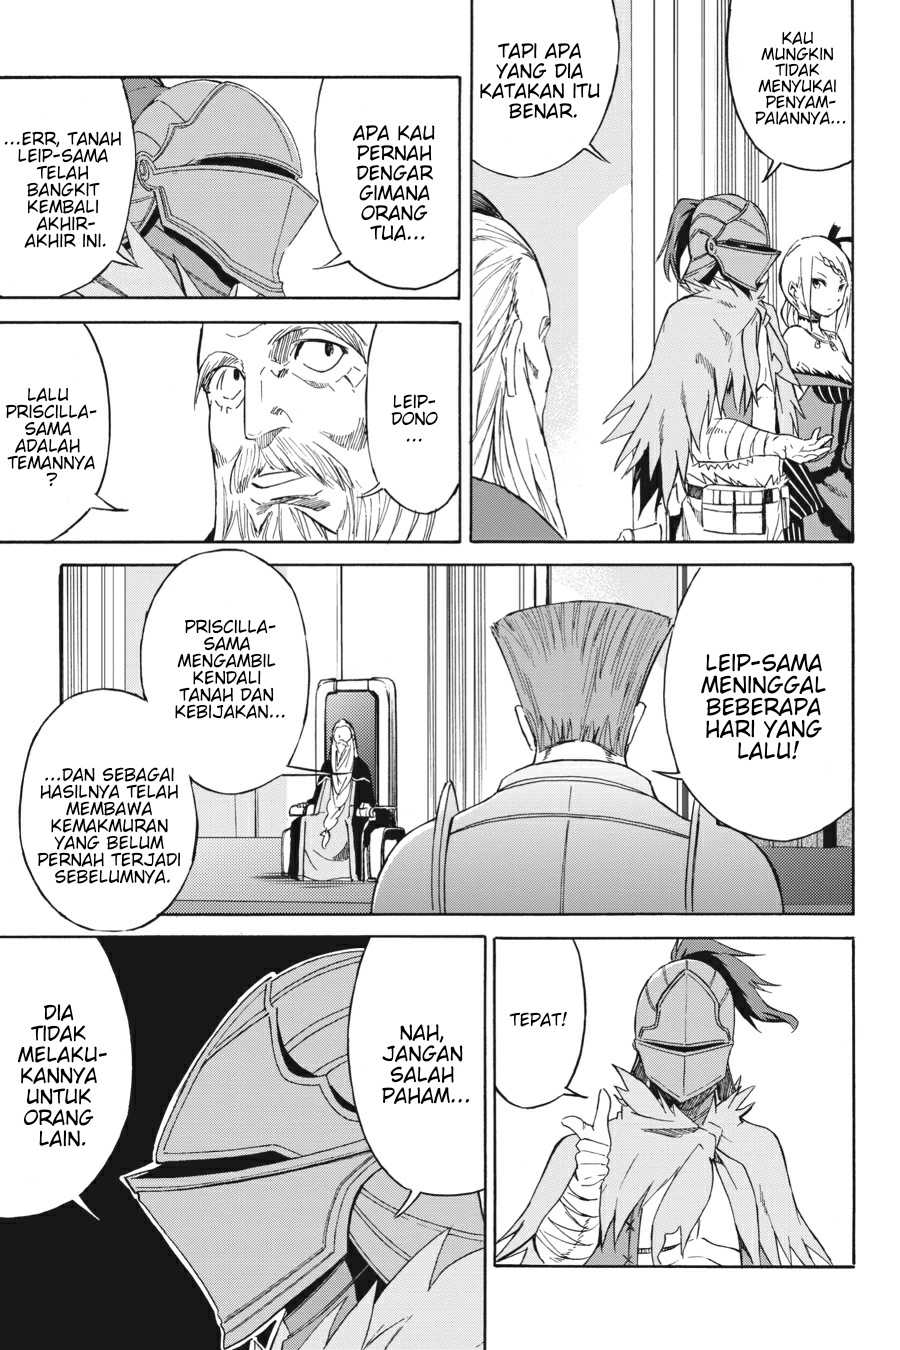 KAU
MUNGKIN
TIDAK
MENYUKAI
PENYAM-
PAIANNYA...
TAPI APA
YANG DIA
KATAKAN ITU
BENAR.
APA KAU
PERNAH
DENGAR
GIMANA
ORANG
TUA...
...ERR, TANAH
LEIP-SAMA
TELAH
BANGKIT
KEMBALI
AKHIR-
AKHIR INI.
LEIP-
DONO
...
LALU
PRISCILLA-
SAMA
ADALAH
TEMANNYA
?
LEIP-SAMA
MENINGGAL
BEBERAPA
HARI YANG
LALU!
PRISCILLA-
SAMA
MENGAMBIL
KENDALI
TANAH DAN
KEBIJAKAN...
...DAN SEBAGAI
HASILNYA TELAH
MEMBAWA
KEMAKMURAN
YANG BELUM
PERNAH TERJADI
SEBELUMNYA.
TEPAT!
NAH,
JANGAN
SALAH
PAHAM...
DIA
TIDAK
MELAKU-
KANNYA
UNTUK
ORANG
LAIN.